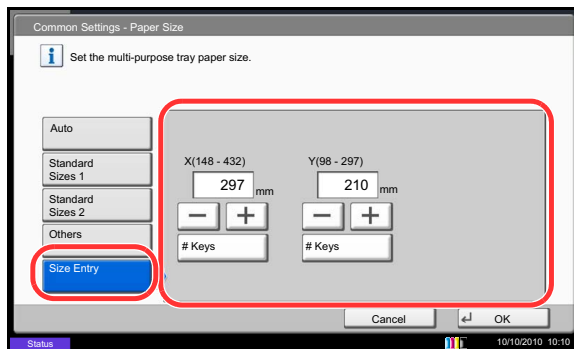 Common Settings - Paper Size
Set the multi-purpose tray paper size.
Auto
Standard
Sizes 1
Standard
Sizes 2
Others
Size Entry
X(148 - 432)
297 mm
# Keys
Y(98 - 297)
210 mm
# Keys
Cancel
OK
Status
10/10/2010 10:10